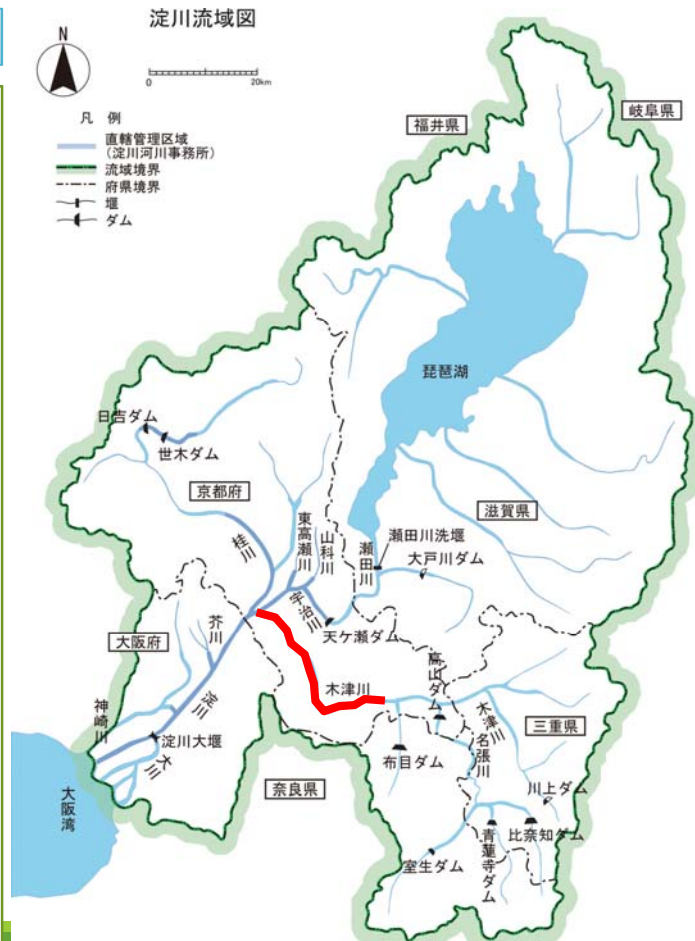 淀川流域図
N
0 20km
凡 例
直轄管理区域
(淀川河川事務所)
流域境界
府県境界
堰
ダム
福井県
岐阜県
琵琶湖
日吉ダム
世木ダム
京都府
滋賀県
桂川
東高瀬川
山科川
宇治川
瀬田川
瀬田川洗堰
大戸川ダム
天ケ瀬ダム
大阪府
芥川
淀川
神崎川
淀川大堰
大川
大阪湾
木津川
高山ダム
木津川
名張川
三重県
布目ダム
奈良県
川上ダム
室生ダム
青蓮寺ダム
比奈知ダム